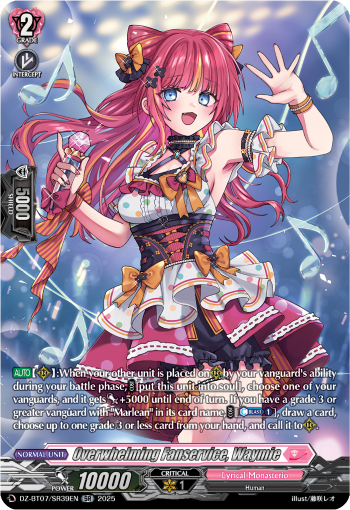 2
GRADE
INTERCEPT
5000
SHIELD
AUTO【R】:When your other unit is placed on R by your vanguard's ability
during your battle phase, [put this unit into soul], choose one of your
vanguards, and it gets +5000 until end of turn. If you have a grade 3 or
greater vanguard with "Marlean" in its card name, [BLAST 1], draw a card,
choose up to one grade 3 or less card from your hand, and call it to R.
NORMAL UNIT
Overwhelming Fanservice, Waymie
POWER 10000
CRITICAL
1
Lyrical Monasterio
Human
DZ-BT07/SR39EN SR 2025
illust/藤咲レオ